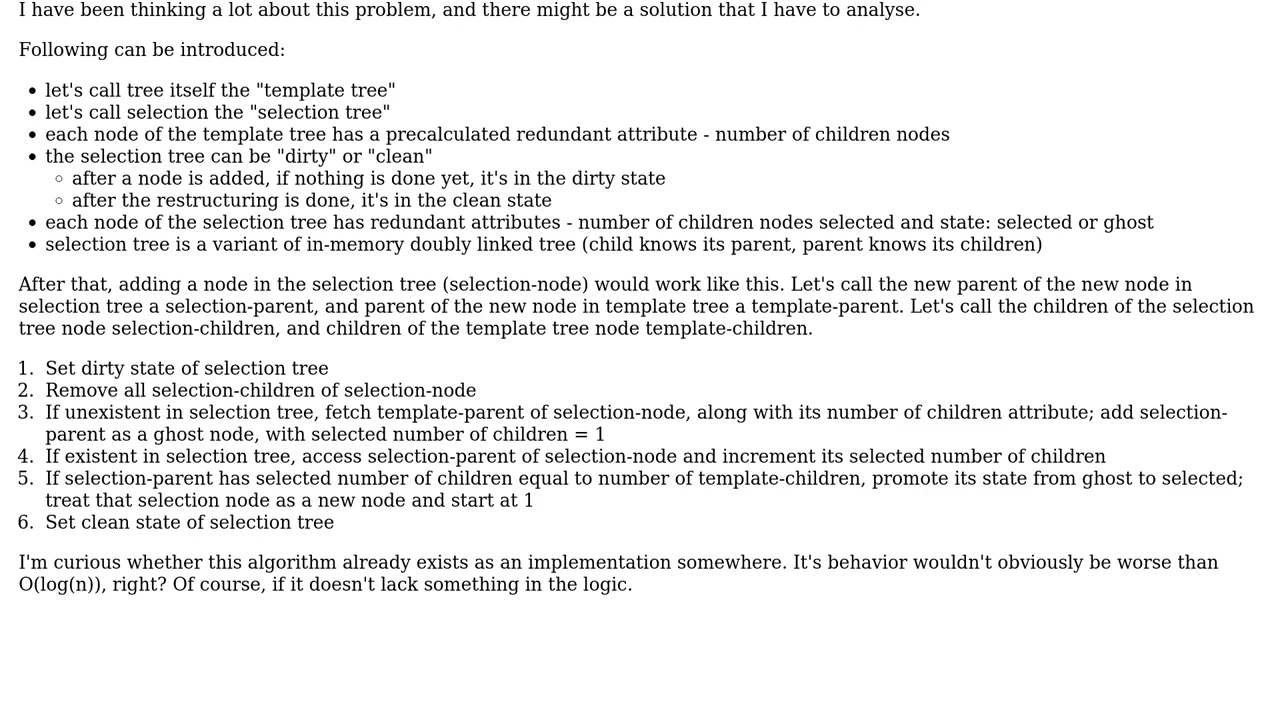 I have been thinking a lot about this problem, and there might be a solution that I have to analyse.
Following can be introduced:
• let's call tree itself the "template tree"
• let's call selection the "selection tree"
• each node of the template tree has a precalculated redundant attribute - number of children nodes
• the selection tree can be "dirty" or "clean"
◦ after a node is added, if nothing is done yet, it's in the dirty state
◦ after the restructuring is done, it's in the clean state
• each node of the selection tree has redundant attributes - number of children nodes selected and state: selected or ghost
• selection tree is a variant of in-memory doubly linked tree (child knows its parent, parent knows its children)
After that, adding a node in the selection tree (selection-node) would work like this. Let's call the new parent of the new node in
selection tree a selection-parent, and parent of the new node in template tree a template-parent. Let's call the children of the selection
tree node selection-children, and children of the template tree node template-children.
1. Set dirty state of selection tree
2. Remove all selection-children of selection-node
3. If unexistent in selection tree, fetch template-parent of selection-node, along with its number of children attribute; add selection-
parent as a ghost node, with selected number of children = 1
4. If existent in selection tree, access selection-parent of selection-node and increment its selected number of children
5. If selection-parent has selected number of children equal to number of template-children, promote its state from ghost to selected;
treat that selection node as a new node and start at 1
6. Set clean state of selection tree
I'm curious whether this algorithm already exists as an implementation somewhere. It's behavior wouldn't obviously be worse than
O(log(n)), right? Of course, if it doesn't lack something in the logic.